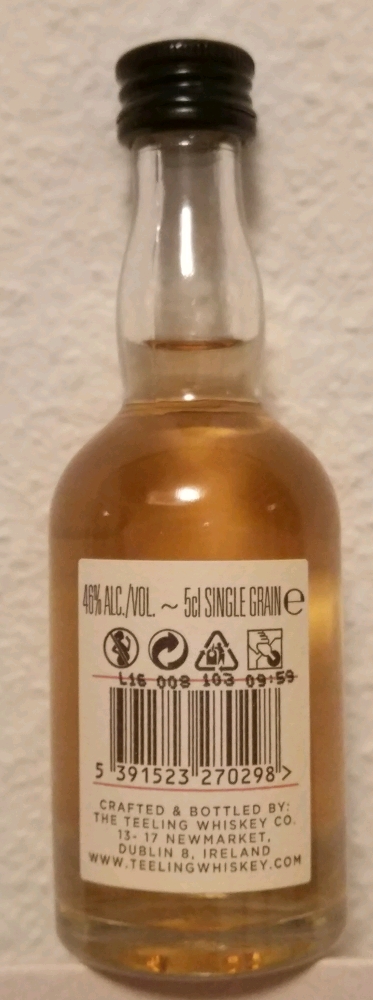 46% ALC./VOL. ~ 5cl SINGLE GRAIN ℮
L16 008 103 09:59
5 391523 270298 >
CRAFTED & BOTTLED BY:
THE TEELING WHISKEY CO.
13- 17 NEWMARKET,
DUBLIN 8, IRELAND
WWW.TEELINGWHISKEY.COM